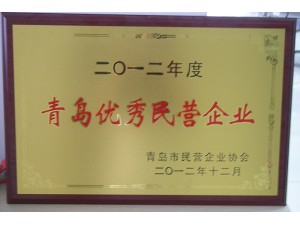 二〇一二年度
青岛优秀民营企业
青岛市民营企业协会
二〇一二年十二月